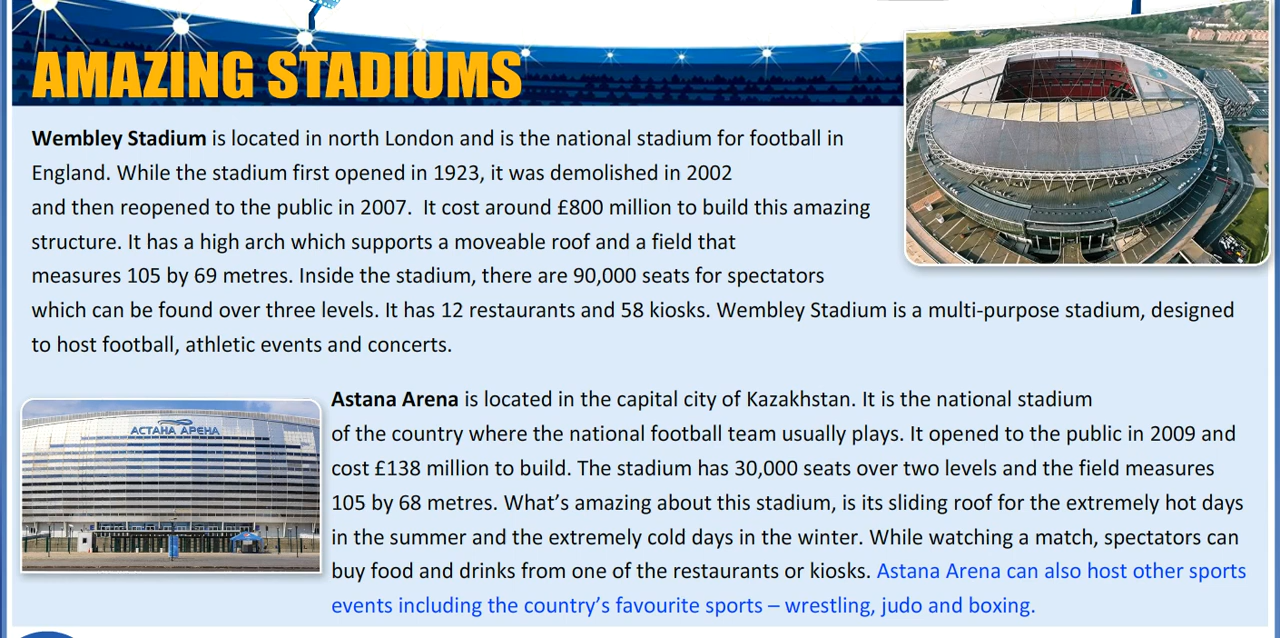 AMAZING STADIUMS
Wembley Stadium is located in north London and is the national stadium for football in
England. While the stadium first opened in 1923, it was demolished in 2002
and then reopened to the public in 2007.  It cost around £800 million to build this amazing
structure. It has a high arch which supports a moveable roof and a field that
measures 105 by 69 metres. Inside the stadium, there are 90,000 seats for spectators
which can be found over three levels. It has 12 restaurants and 58 kiosks. Wembley Stadium is a multi-purpose stadium, designed
to host football, athletic events and concerts.
АСТАНА АРЕНА
Astana Arena is located in the capital city of Kazakhstan. It is the national stadium
of the country where the national football team usually plays. It opened to the public in 2009 and
cost £138 million to build. The stadium has 30,000 seats over two levels and the field measures
105 by 68 metres. What’s amazing about this stadium, is its sliding roof for the extremely hot days
in the summer and the extremely cold days in the winter. While watching a match, spectators can
buy food and drinks from one of the restaurants or kiosks. Astana Arena can also host other sports
events including the country’s favourite sports – wrestling, judo and boxing.